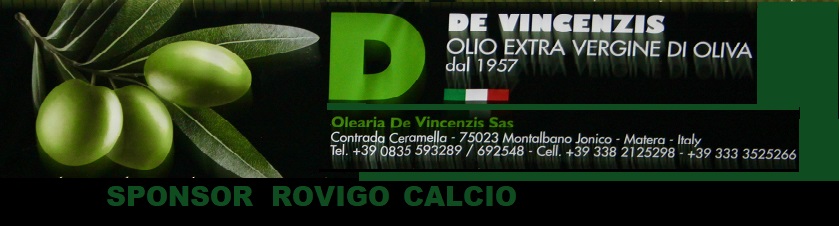 D
DE VINCENZIS
OLIO EXTRA VERGINE DI OLIVA
dal 1957
Olearia De Vincenzis Sas
Contrada Ceramella - 75023 Montalbano Jonico - Matera - Italy
Tel. +39 0835 593289 / 692548 - Cell. +39 338 2125298 - +39 333 3525266
SPONSOR ROVIGO CALCIO